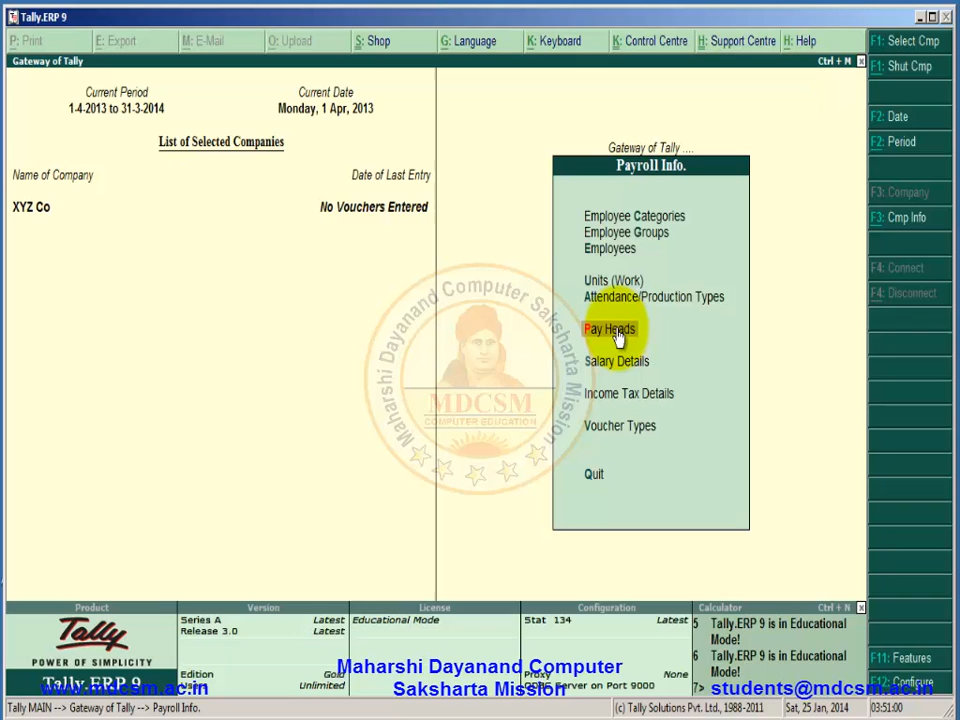 Tally.ERP 9
P: Print
E: Export
M: E-Mail
O: Upload
S: Shop
G: Language
K: Keyboard
K: Control Centre
H: Support Centre
H: Help
F1: Select Cmp
F1: Shut Cmp
F2: Date
F2: Period
F3: Company
F3: Cmp Info
F4: Connect
F4: Disconnect
F11: Features
F12: Configure
Gateway of Tally
Ctrl + M
x
Current Period
1-4-2013 to 31-3-2014
Current Date
Monday, 1 Apr, 2013
List of Selected Companies
Name of Company
Date of Last Entry
XYZ Co
No Vouchers Entered
Gateway of Tally ....
Payroll Info.
Employee Categories
Employee Groups
Employees
Units (Work)
Attendance/Production Types
Pay Heads
Salary Details
Income Tax Details
Voucher Types
Quit
Maharshi Dayanand Computer Saksharta Mission
MDCSM
COMPUTER EDUCATION
Product
Tally
POWER OF SIMPLICITY
Tally.ERP 9
Version
Series A Latest
Release 3.0 Latest
Edition Gold
Users Unlimited
License
Educational Mode
Configuration
Stat 134 Latest
Proxy None
ODBC Server on Port 9000
Calculator
Ctrl + N
x
5 Tally.ERP 9 is in Educational
Mode!
6 Tally.ERP 9 is in Educational
Mode!
7>
Maharshi Dayanand Computer
Saksharta Mission
www.mdcsm.ac.in
students@mdcsm.ac.in
Tally MAIN --> Gateway of Tally --> Payroll Info.
(c) Tally Solutions Pvt. Ltd., 1988-2011
Sat, 25 Jan, 2014
03:51:00